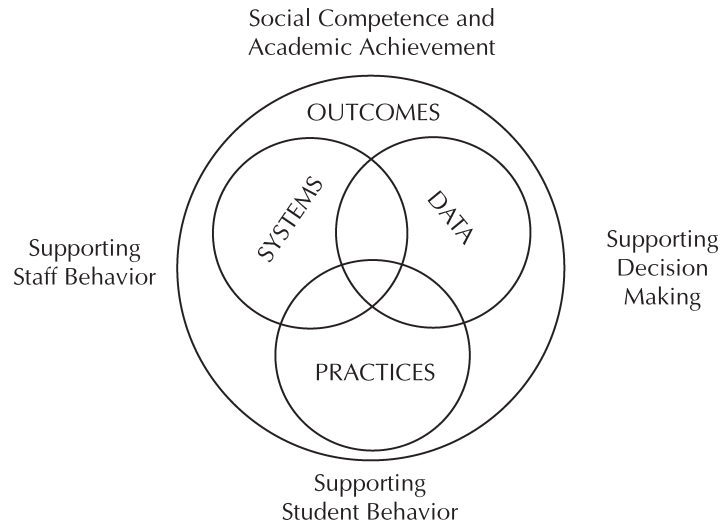 Social Competence and
Academic Achievement
OUTCOMES
SYSTEMS
DATA
Supporting
Staff Behavior
Supporting
Decision
Making
PRACTICES
Supporting
Student Behavior